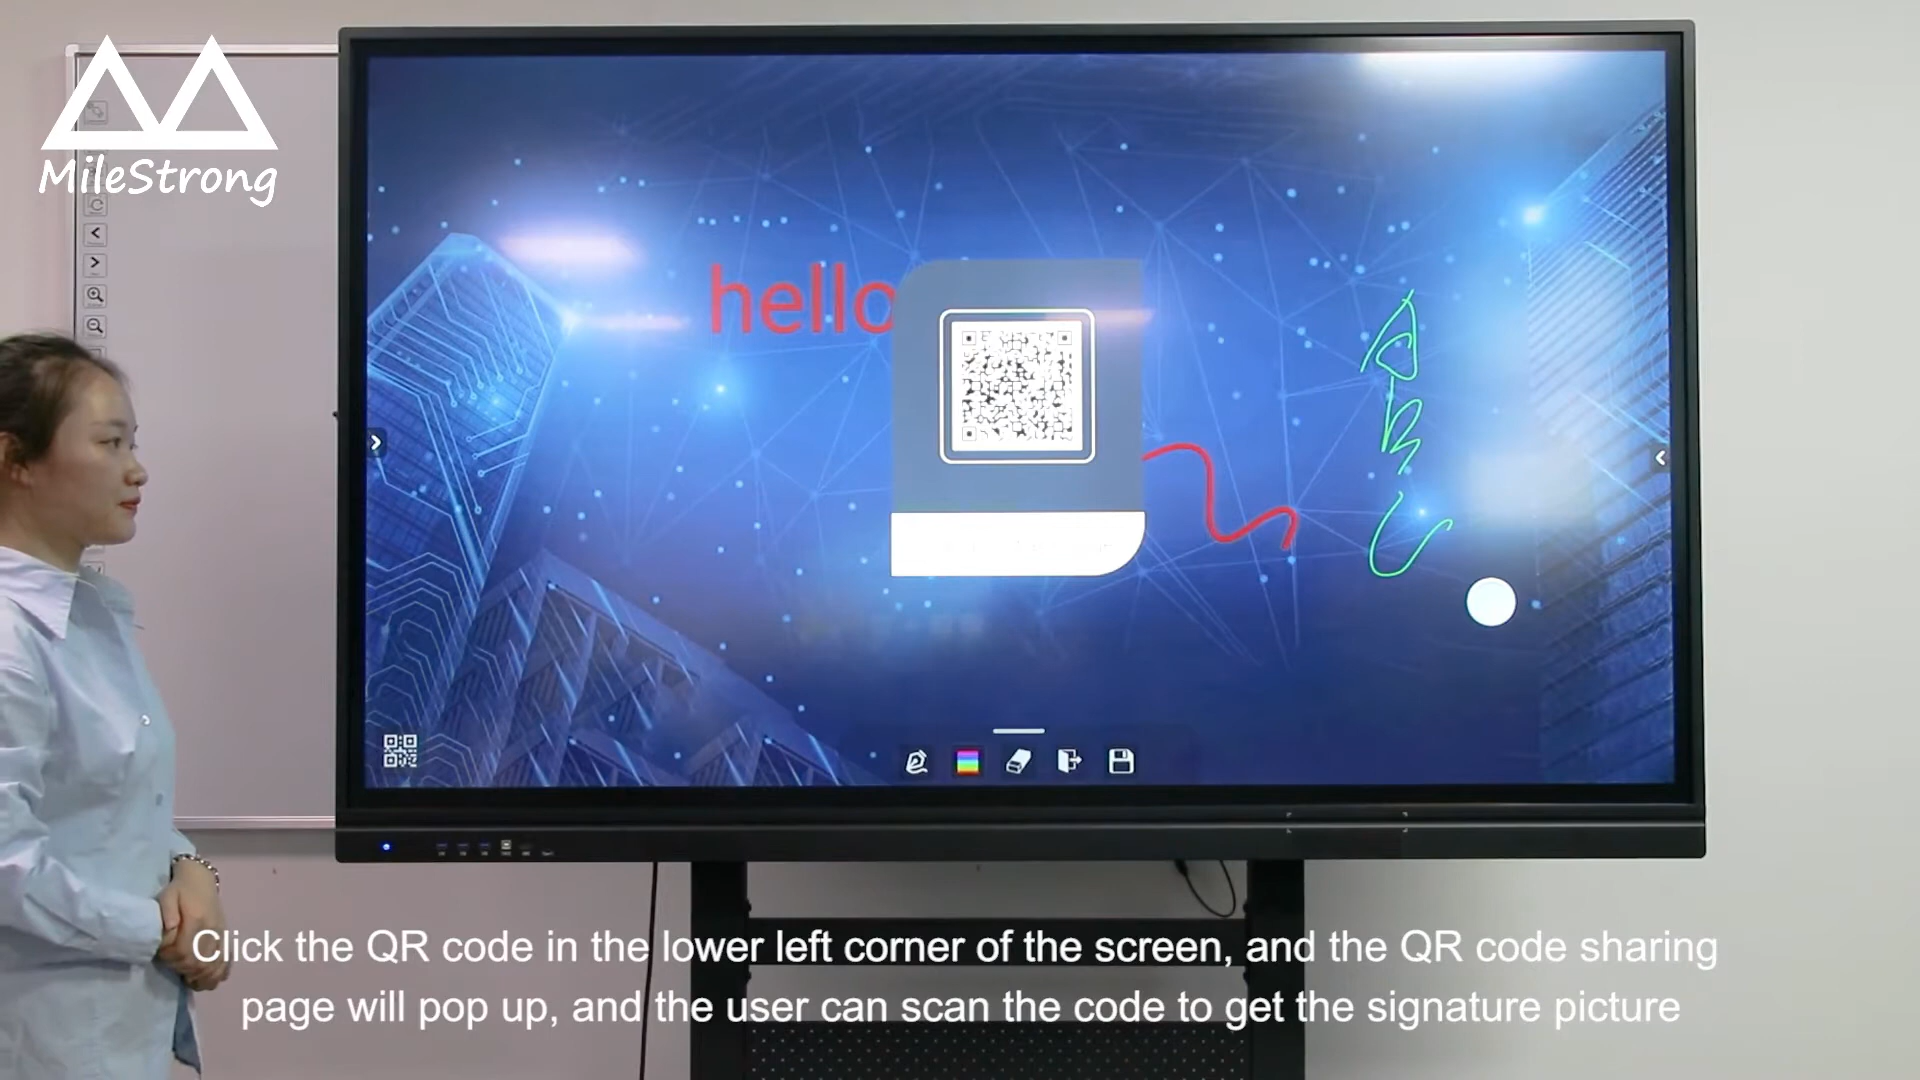 MileStrong
hello
A
B
C
Click the QR code in the lower left corner of the screen, and the QR code sharing
page will pop up, and the user can scan the code to get the signature picture